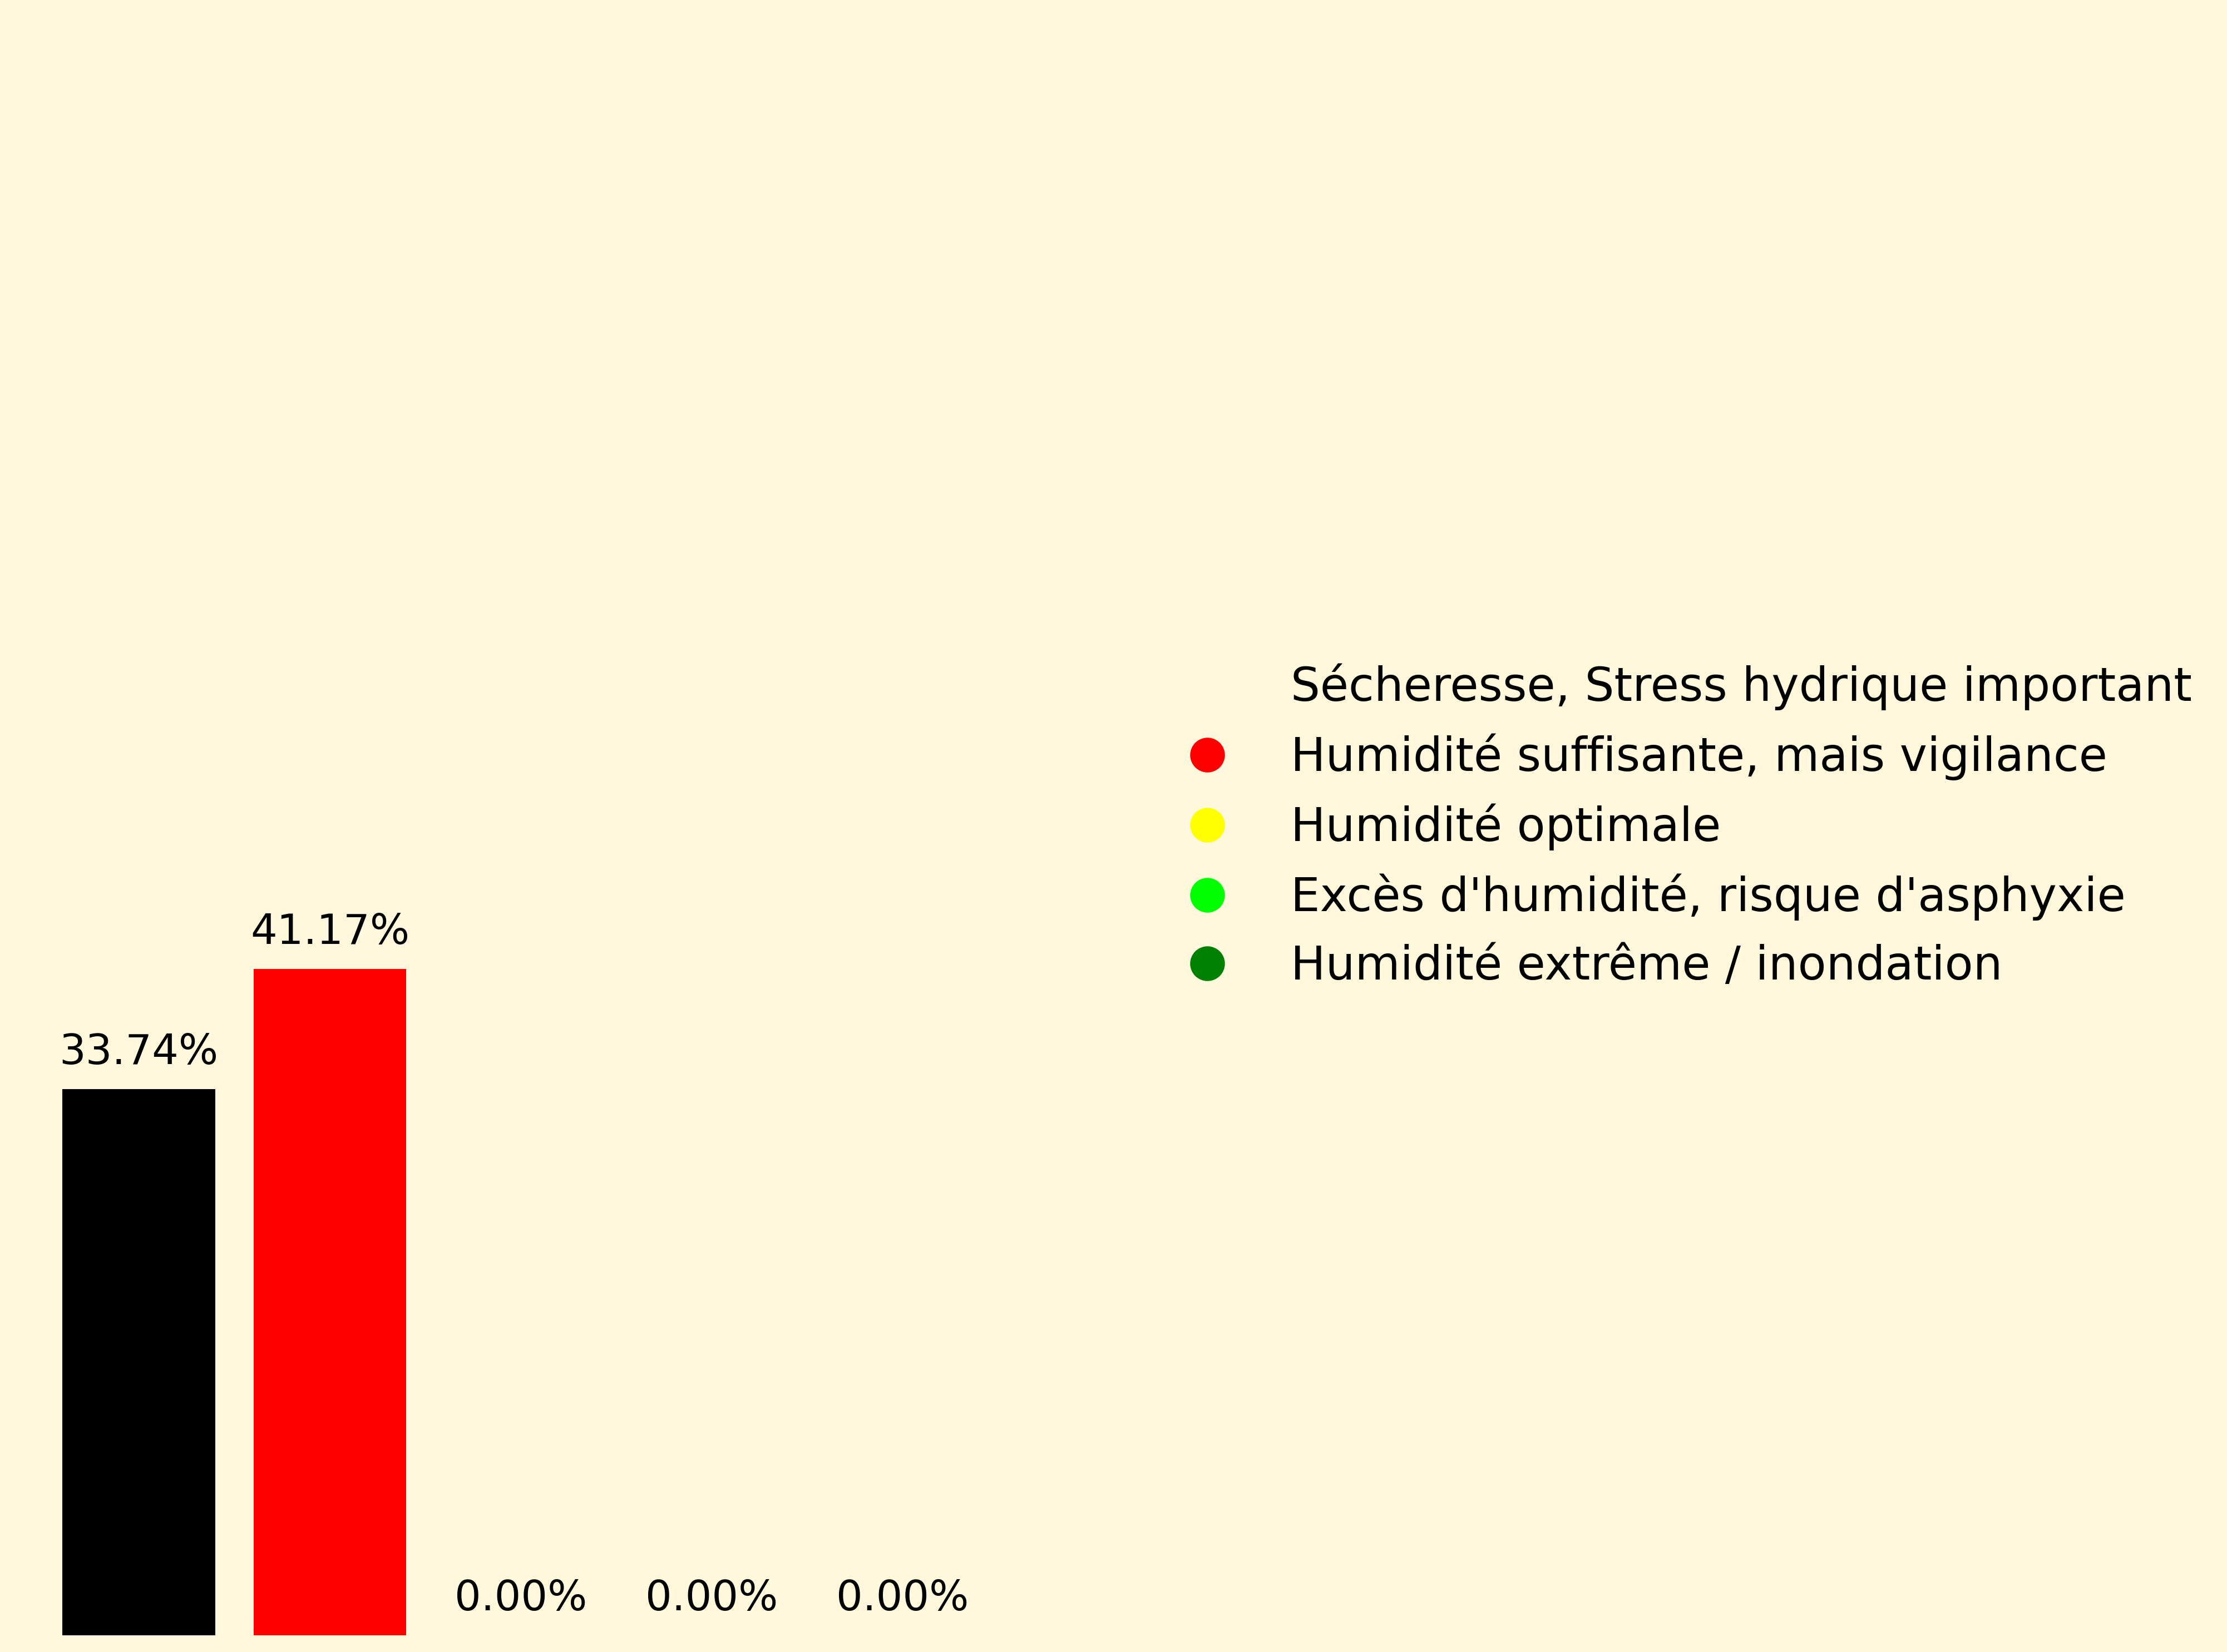 Sécheresse, Stress hydrique important
Humidité suffisante, mais vigilance
Humidité optimale
Excès d'humidité, risque d'asphyxie
Humidité extrême / inondation
41.17%
33.74%
0.00% 0.00% 0.00%